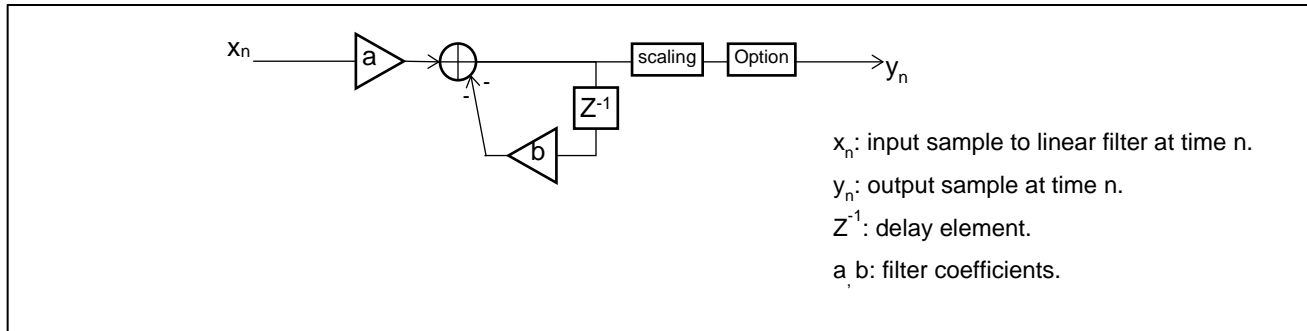 xn
a
scaling
Option
yn
-
-
Z-1
b
xn: input sample to linear filter at time n.
yn: output sample at time n.
Z-1: delay element.
a, b: filter coefficients.